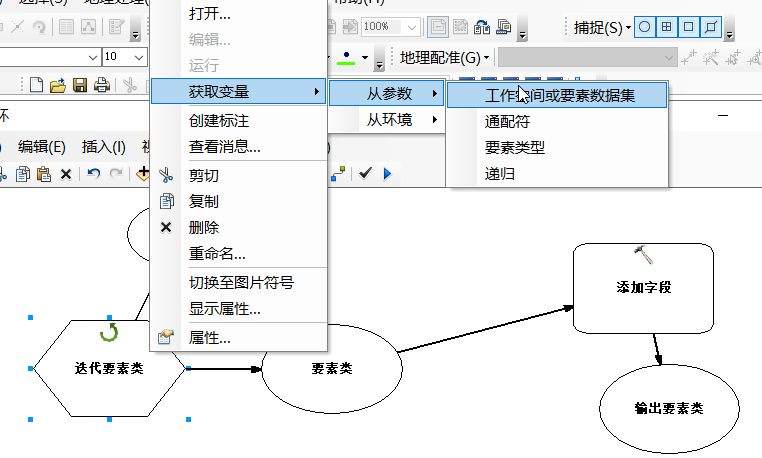 打开...
100%
捕捉(S)
编辑...
10
运行
地理配准(G)
获取变量
从参数
工作空间或要素数据集
环
创建标注
从环境
通配符
编辑(E)
插入(I)
查看消息...
要素类型
剪切
递归
复制
删除
重命名...
切换至图片符号
添加字段
显示属性...
属性...
迭代要素类
要素类
输出要素类